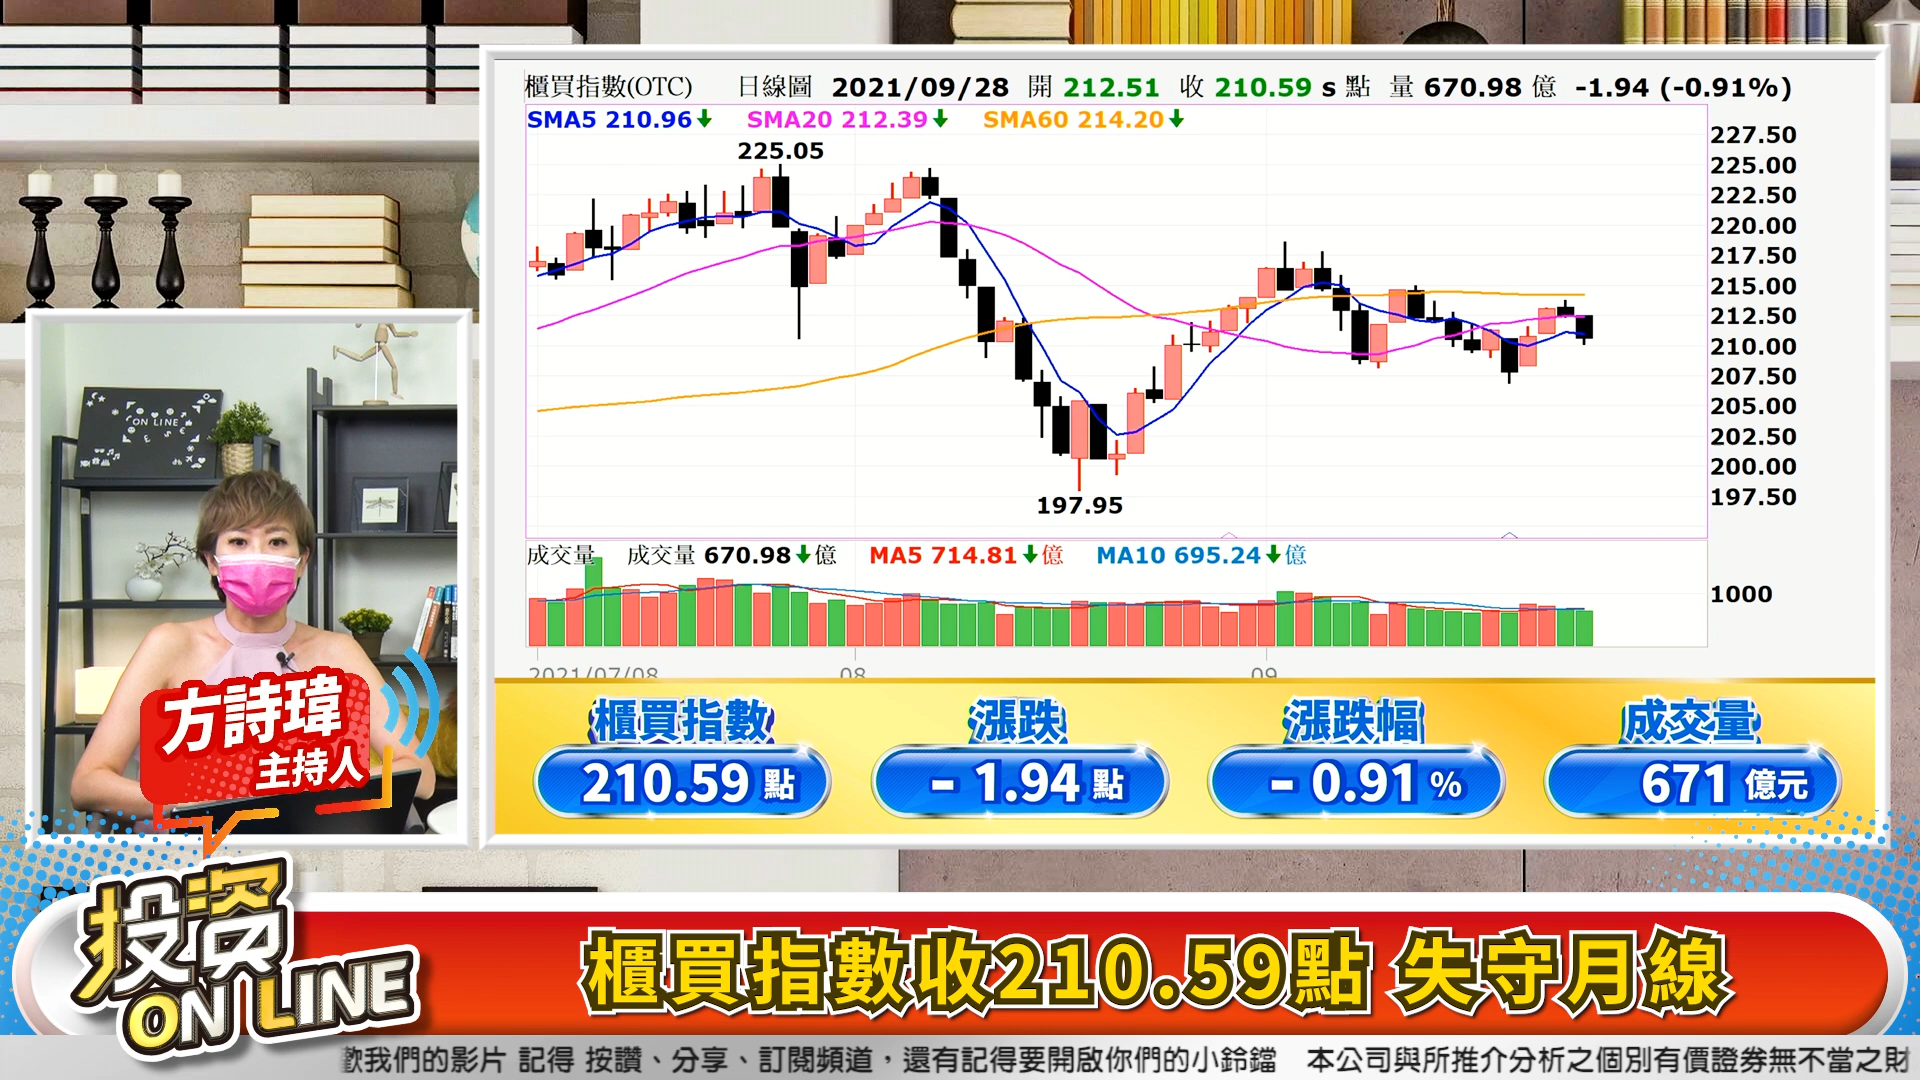 櫃買指數(OTC) 日線圖 2021/09/28 開 212.51 收 210.59 s 點 量 670.98 億 -1.94 (-0.91%)
SMA5 210.96↓ SMA20 212.39↓ SMA60 214.20↓
225.05
197.95
227.50
225.00
222.50
220.00
217.50
215.00
212.50
210.00
207.50
205.00
202.50
200.00
197.50
成交量 成交量 670.98↓億 MA5 714.81↓億 MA10 695.24↓億
1000
2021/07/08 08 09
櫃買指數 漲跌 漲跌幅 成交量
210.59 點 - 1.94 點 - 0.91 % 671 億元
ON LINE
方詩瑋
主持人
投資
ON LINE
櫃買指數收210.59點 失守月線
歡我們的影片 記得 按讚、分享、訂閱頻道，還有記得要開啟你們的小鈴鐺 本公司與所推介分析之個別有價證券無不當之財